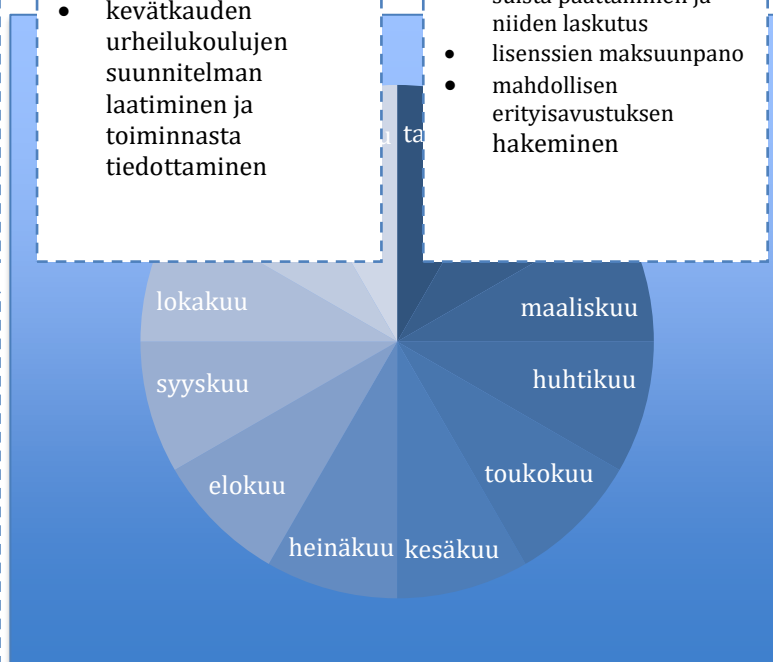 • kevätkauden
urheilukoulujen
suunnitelman
laatiminen ja
toiminnasta
tiedottaminen
niiden laskutus
• lisenssien maksuunpano
• mahdollisen
erityisavustuksen
hakeminen
lokakuu
maaliskuu
syyskuu
huhtikuu
elokuu
toukokuu
heinäkuu
kesäkuu